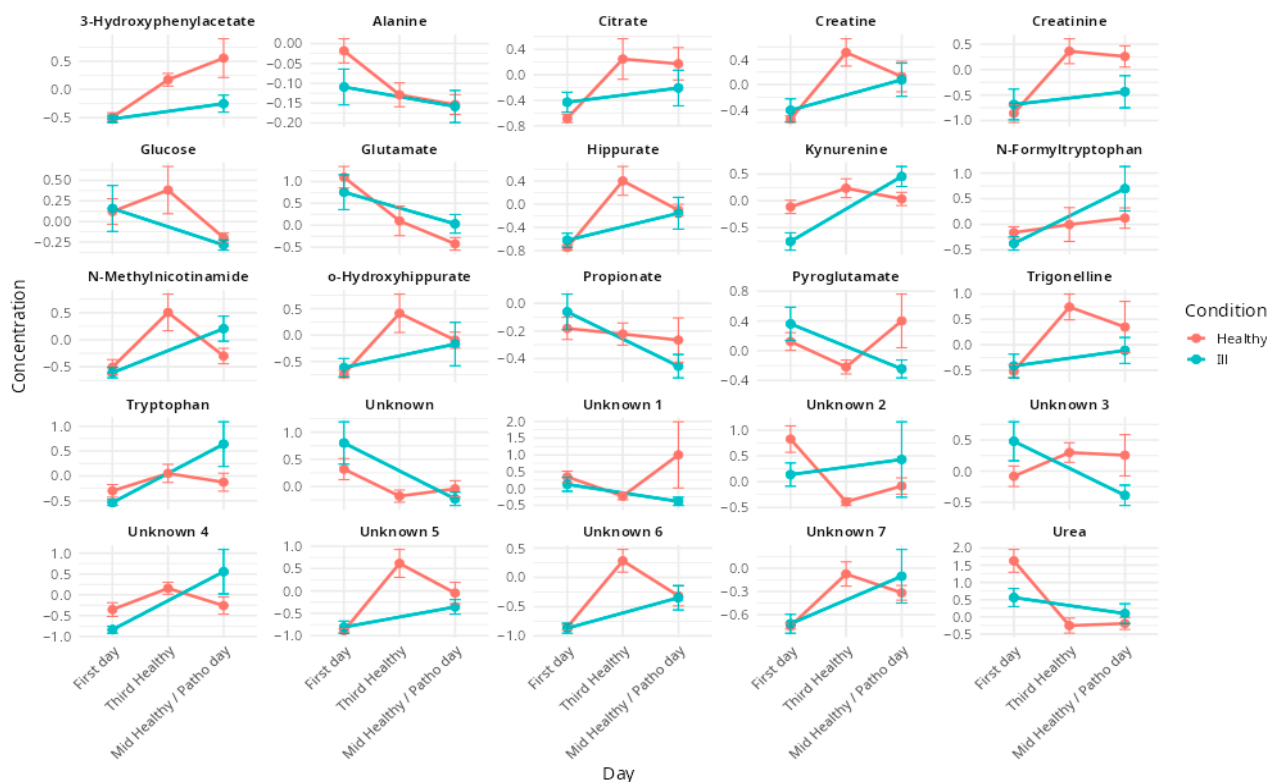 3-Hydroxyphenylacetate Alanine Citrate Creatine Creatinine
0.5 0.0 −0.5
0.00 −0.05 −0.10 −0.15 −0.20
0.4 0.0 −0.4 −0.8
0.4 0.0 −0.4
0.5 0.0 −0.5 −1.0
Glucose Glutamate Hippurate Kynurenine N-Formyltryptophan
0.50 0.25 0.00 −0.25
1.0 0.5 0.0 −0.5
0.4 0.0 −0.4 −0.8
0.5 0.0 −0.5
1.0 0.5 0.0 −0.5
N-Methylnicotinamide o-Hydroxyhippurate Propionate Pyroglutamate Trigonelline
0.5 0.0 −0.5
0.5 0.0 −0.5
0.0 −0.2 −0.4
0.8 0.4 0.0 −0.4
1.0 0.5 0.0 −0.5
Tryptophan Unknown Unknown 1 Unknown 2 Unknown 3
1.0 0.5 0.0 −0.5
1.0 0.5 0.0
2.0 1.5 1.0 0.5 0.0 −0.5
1.0 0.5 0.0 −0.5
0.5 0.0 −0.5
Unknown 4 Unknown 5 Unknown 6 Unknown 7 Urea
1.0 0.5 0.0 −0.5 −1.0
1.0 0.5 0.0 −0.5 −1.0
0.5 0.0 −0.5 −1.0
0.0 −0.3 −0.6
2.0 1.5 1.0 0.5 0.0 −0.5
First day Third Healthy Mid Healthy / Patho day
First day Third Healthy Mid Healthy / Patho day
First day Third Healthy Mid Healthy / Patho day
First day Third Healthy Mid Healthy / Patho day
First day Third Healthy Mid Healthy / Patho day
Day
Concentration
Condition
Healthy
Ill